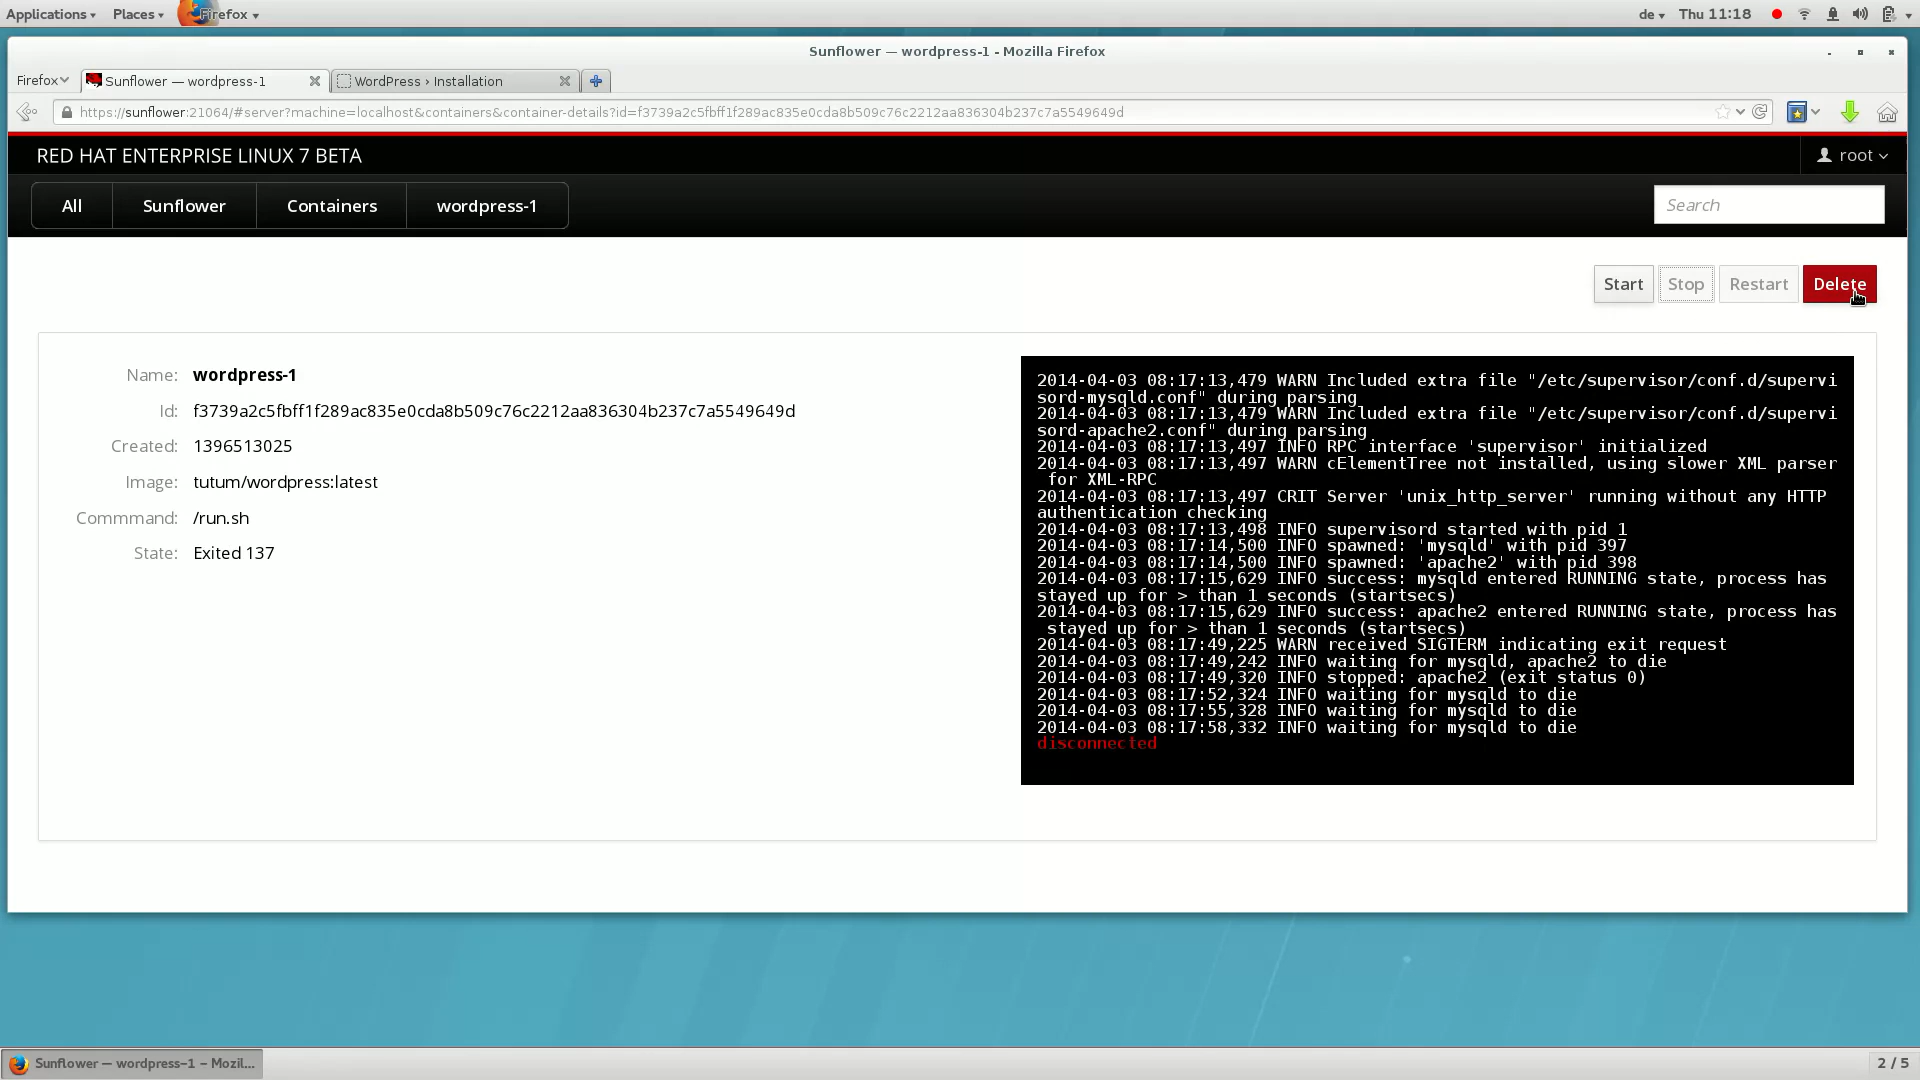 Applications Places Firefox de Thu 11:18
Sunflower — wordpress-1 - Mozilla Firefox
Firefox Sunflower — wordpress-1 WordPress › Installation
https://sunflower:21064/#server?machine=localhost&containers&container-details?id=f3739a2c5fbff1f289ac835e0cda8b509c76c2212aa836304b237c7a5549649d
RED HAT ENTERPRISE LINUX 7 BETA root
All Sunflower Containers wordpress-1 Search
Start Stop Restart Delete
Name: wordpress-1
Id: f3739a2c5fbff1f289ac835e0cda8b509c76c2212aa836304b237c7a5549649d
Created: 1396513025
Image: tutum/wordpress:latest
Commmand: /run.sh
State: Exited 137
2014-04-03 08:17:13,479 WARN Included extra file "/etc/supervisor/conf.d/supervi
sord-mysqld.conf" during parsing
2014-04-03 08:17:13,479 WARN Included extra file "/etc/supervisor/conf.d/supervi
sord-apache2.conf" during parsing
2014-04-03 08:17:13,497 INFO RPC interface 'supervisor' initialized
2014-04-03 08:17:13,497 WARN cElementTree not installed, using slower XML parser
for XML-RPC
2014-04-03 08:17:13,497 CRIT Server 'unix_http_server' running without any HTTP
authentication checking
2014-04-03 08:17:13,498 INFO supervisord started with pid 1
2014-04-03 08:17:14,500 INFO spawned: 'mysqld' with pid 397
2014-04-03 08:17:14,500 INFO spawned: 'apache2' with pid 398
2014-04-03 08:17:15,629 INFO success: mysqld entered RUNNING state, process has
stayed up for > than 1 seconds (startsecs)
2014-04-03 08:17:15,629 INFO success: apache2 entered RUNNING state, process has
stayed up for > than 1 seconds (startsecs)
2014-04-03 08:17:49,225 WARN received SIGTERM indicating exit request
2014-04-03 08:17:49,242 INFO waiting for mysqld, apache2 to die
2014-04-03 08:17:49,320 INFO stopped: apache2 (exit status 0)
2014-04-03 08:17:52,324 INFO waiting for mysqld to die
2014-04-03 08:17:55,328 INFO waiting for mysqld to die
2014-04-03 08:17:58,332 INFO waiting for mysqld to die
disconnected
Sunflower — wordpress-1 - Mozil... 2 / 5